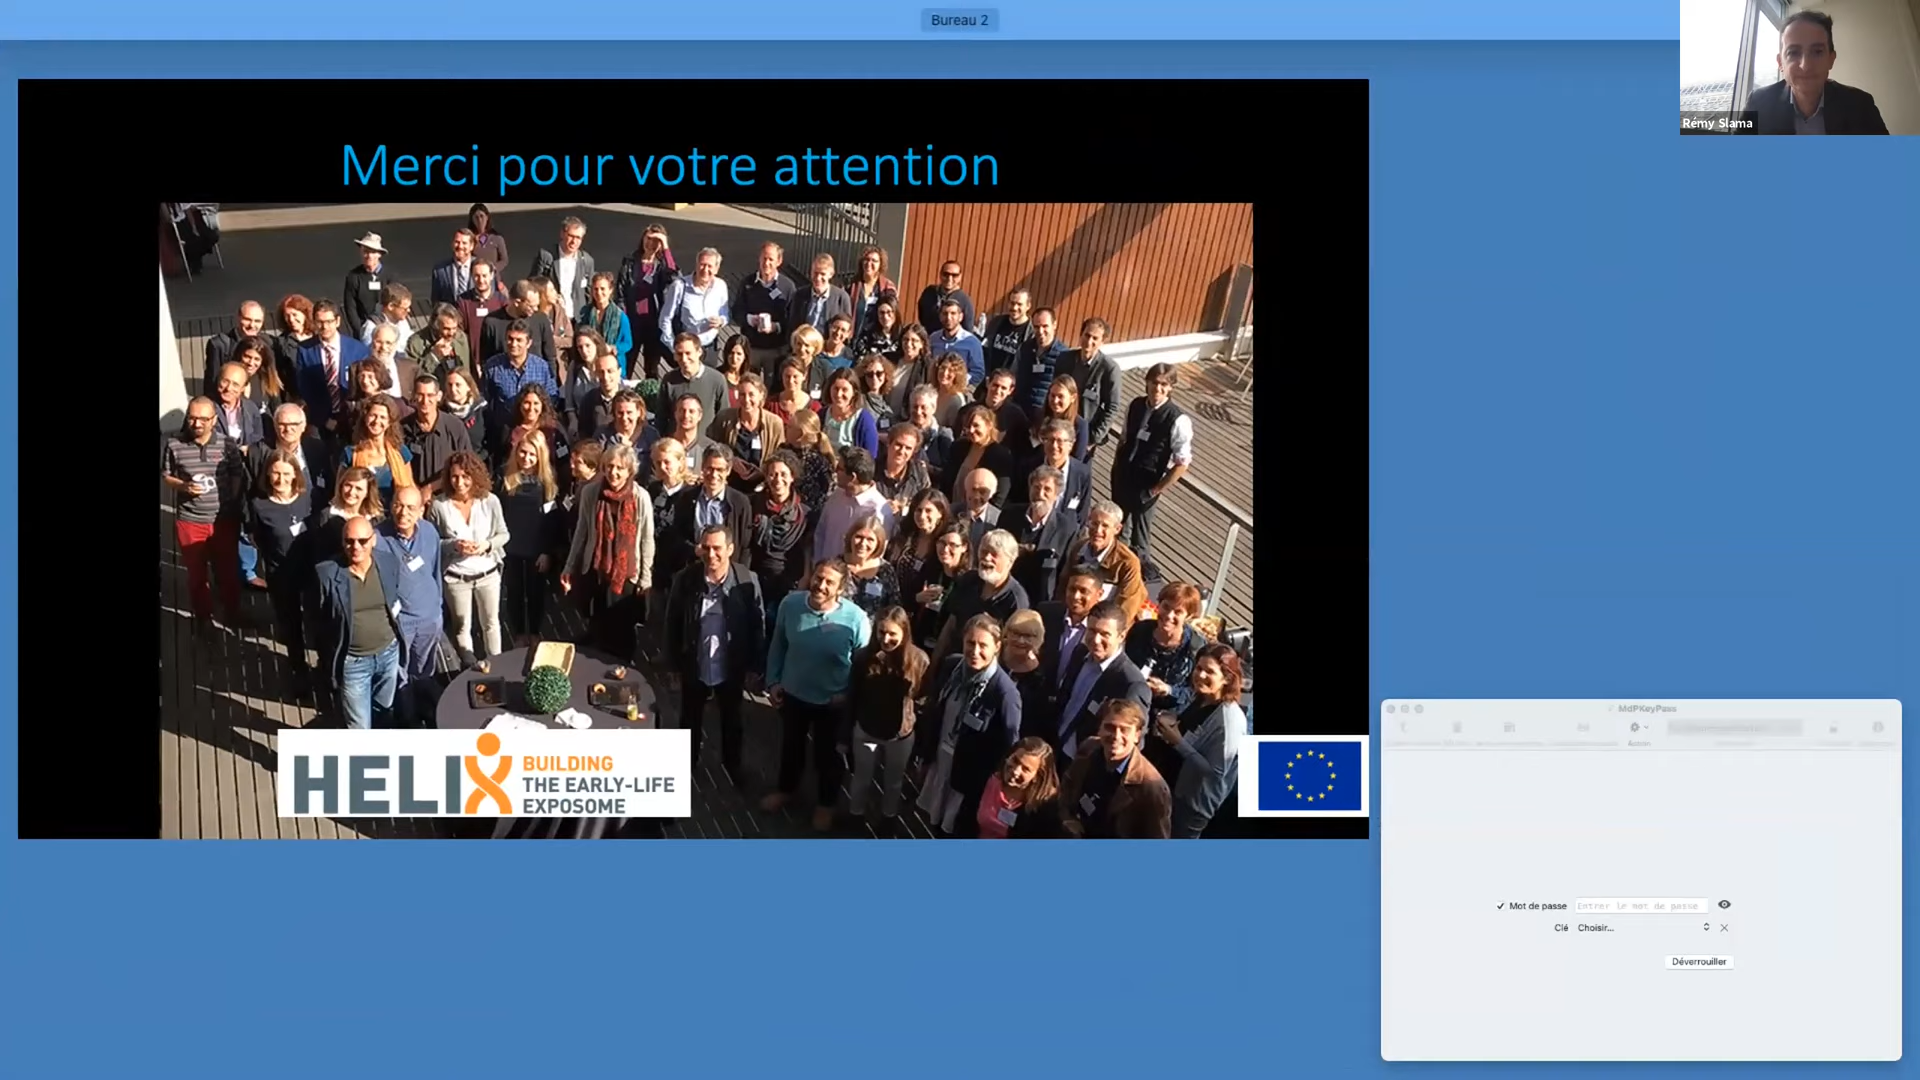 Bureau 2
Rémy Slama
Merci pour votre attention
HELIX
BUILDING
THE EARLY-LIFE
EXPOSOME
MdPKeyPass
Action
Mot de passe
Entrer le mot de passe
Clé
Choisir...
Déverrouiller